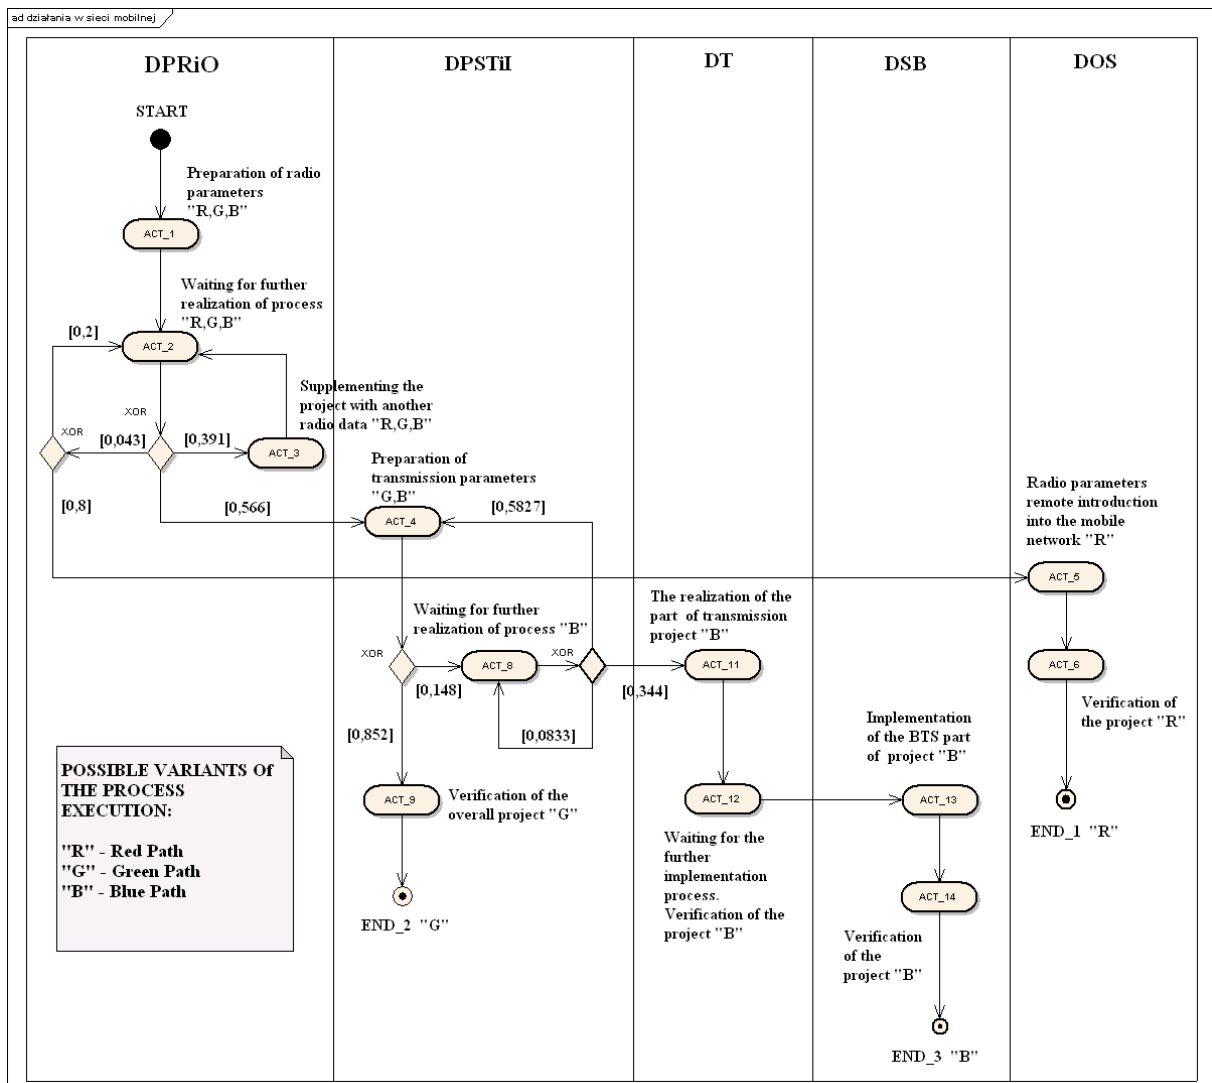 ad działania w sieci mobilnej
DPRiO
DPSTiI
DT
DSB
DOS
START
Preparation of radio
parameters
"R,G,B"
ACT_1
Waiting for further
realization of process
"R,G,B"
[0,2]
ACT_2
Supplementing the
project with another
radio data "R,G,B"
XOR
XOR
[0,043]
[0,391]
ACT_3
[0,8]
[0,566]
Preparation of
transmission parameters
"G,B"
ACT_4
[0,5827]
Radio parameters
remote introduction
into the mobile
network "R"
ACT_5
Waiting for further
realization of process "B"
The realization of the
part of transmission
project "B"
XOR
ACT_8
XOR
ACT_11
ACT_6
[0,148]
[0,344]
Verification of
the project "R"
[0,852]
[0,0833]
Implementation
of the BTS part
of project "B"
ACT_9
Verification of the
overall project "G"
ACT_12
ACT_13
END_1 "R"
Waiting for the
further
implementation
process.
Verification of the
project "B"
ACT_14
END_2 "G"
Verification
of the
project "B"
END_3 "B"
POSSIBLE VARIANTS Of
THE PROCESS
EXECUTION:
"R" - Red Path
"G" - Green Path
"B" - Blue Path